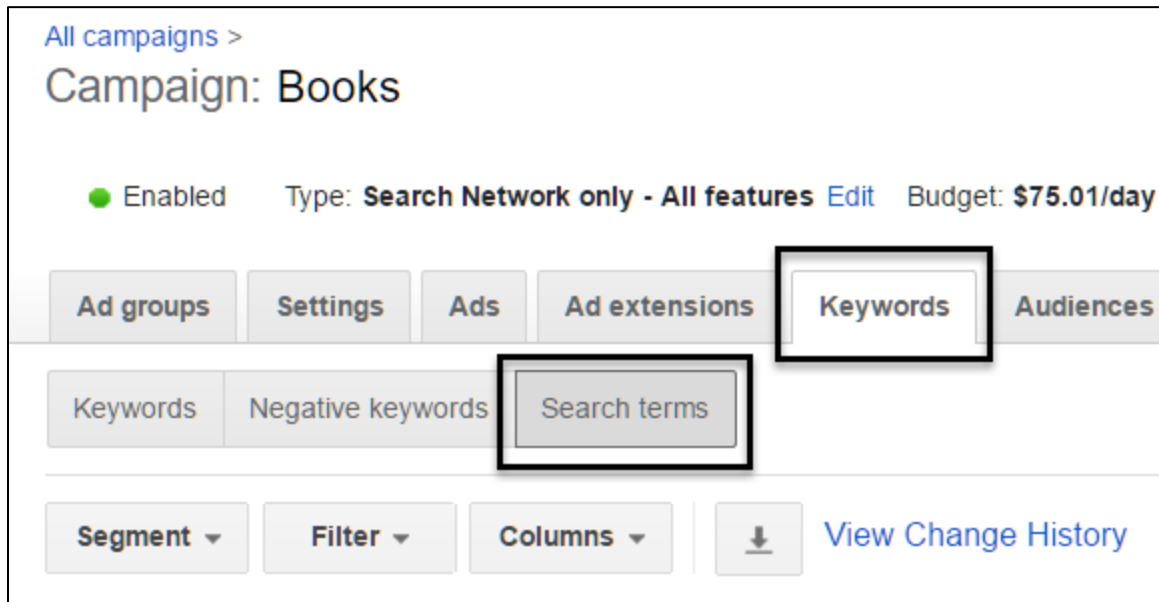 All campaigns >
Campaign: Books
Enabled Type: Search Network only - All features Edit Budget: $75.01/day
Ad groups Settings Ads Ad extensions Keywords Audiences
Keywords Negative keywords Search terms
Segment Filter Columns View Change History